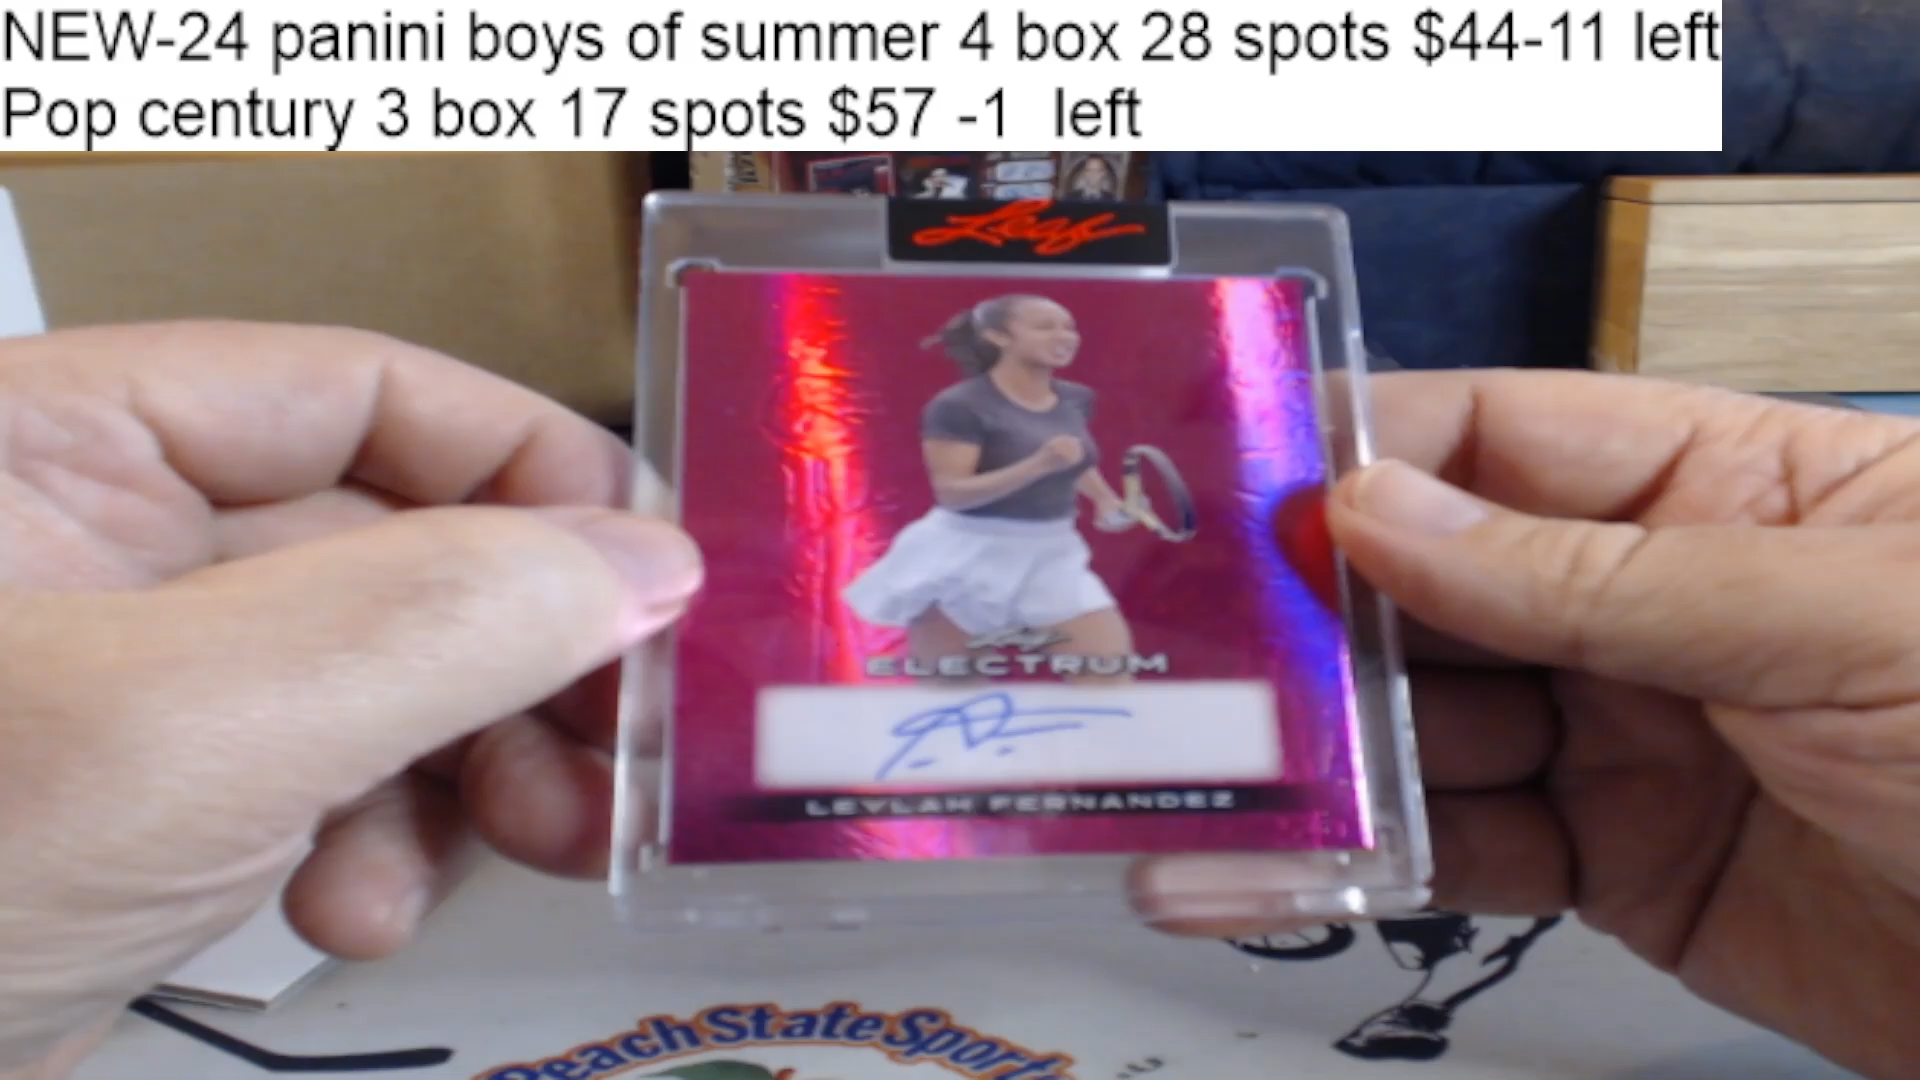 NEW-24 panini boys of summer 4 box 28 spots $44-11 left
Pop century 3 box 17 spots $57 -1 left
Leaf
Leaf
ELECTRUM
LEYLAH FERNANDEZ
Peach State Sports